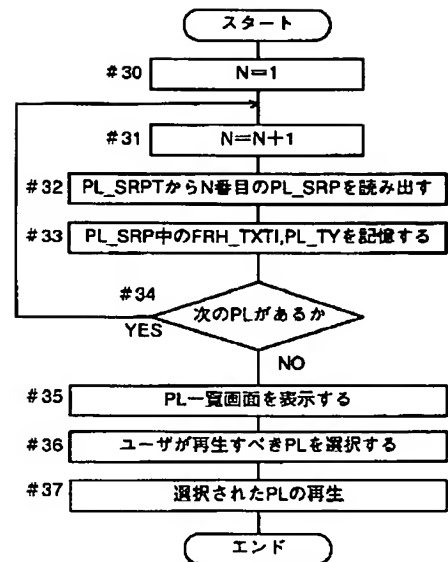 スタート
#30 N=1
#31 N=N+1
#32 PL_SRPTからN番目のPL_SRPを読み出す
#33 PL_SRP中のFRH_TXTI,PL_TYを記憶する
#34
次のPLがあるか
YES
NO
#35 PL一覧画面を表示する
#36 ユーザが再生すべきPLを選択する
#37 選択されたPLの再生
エンド